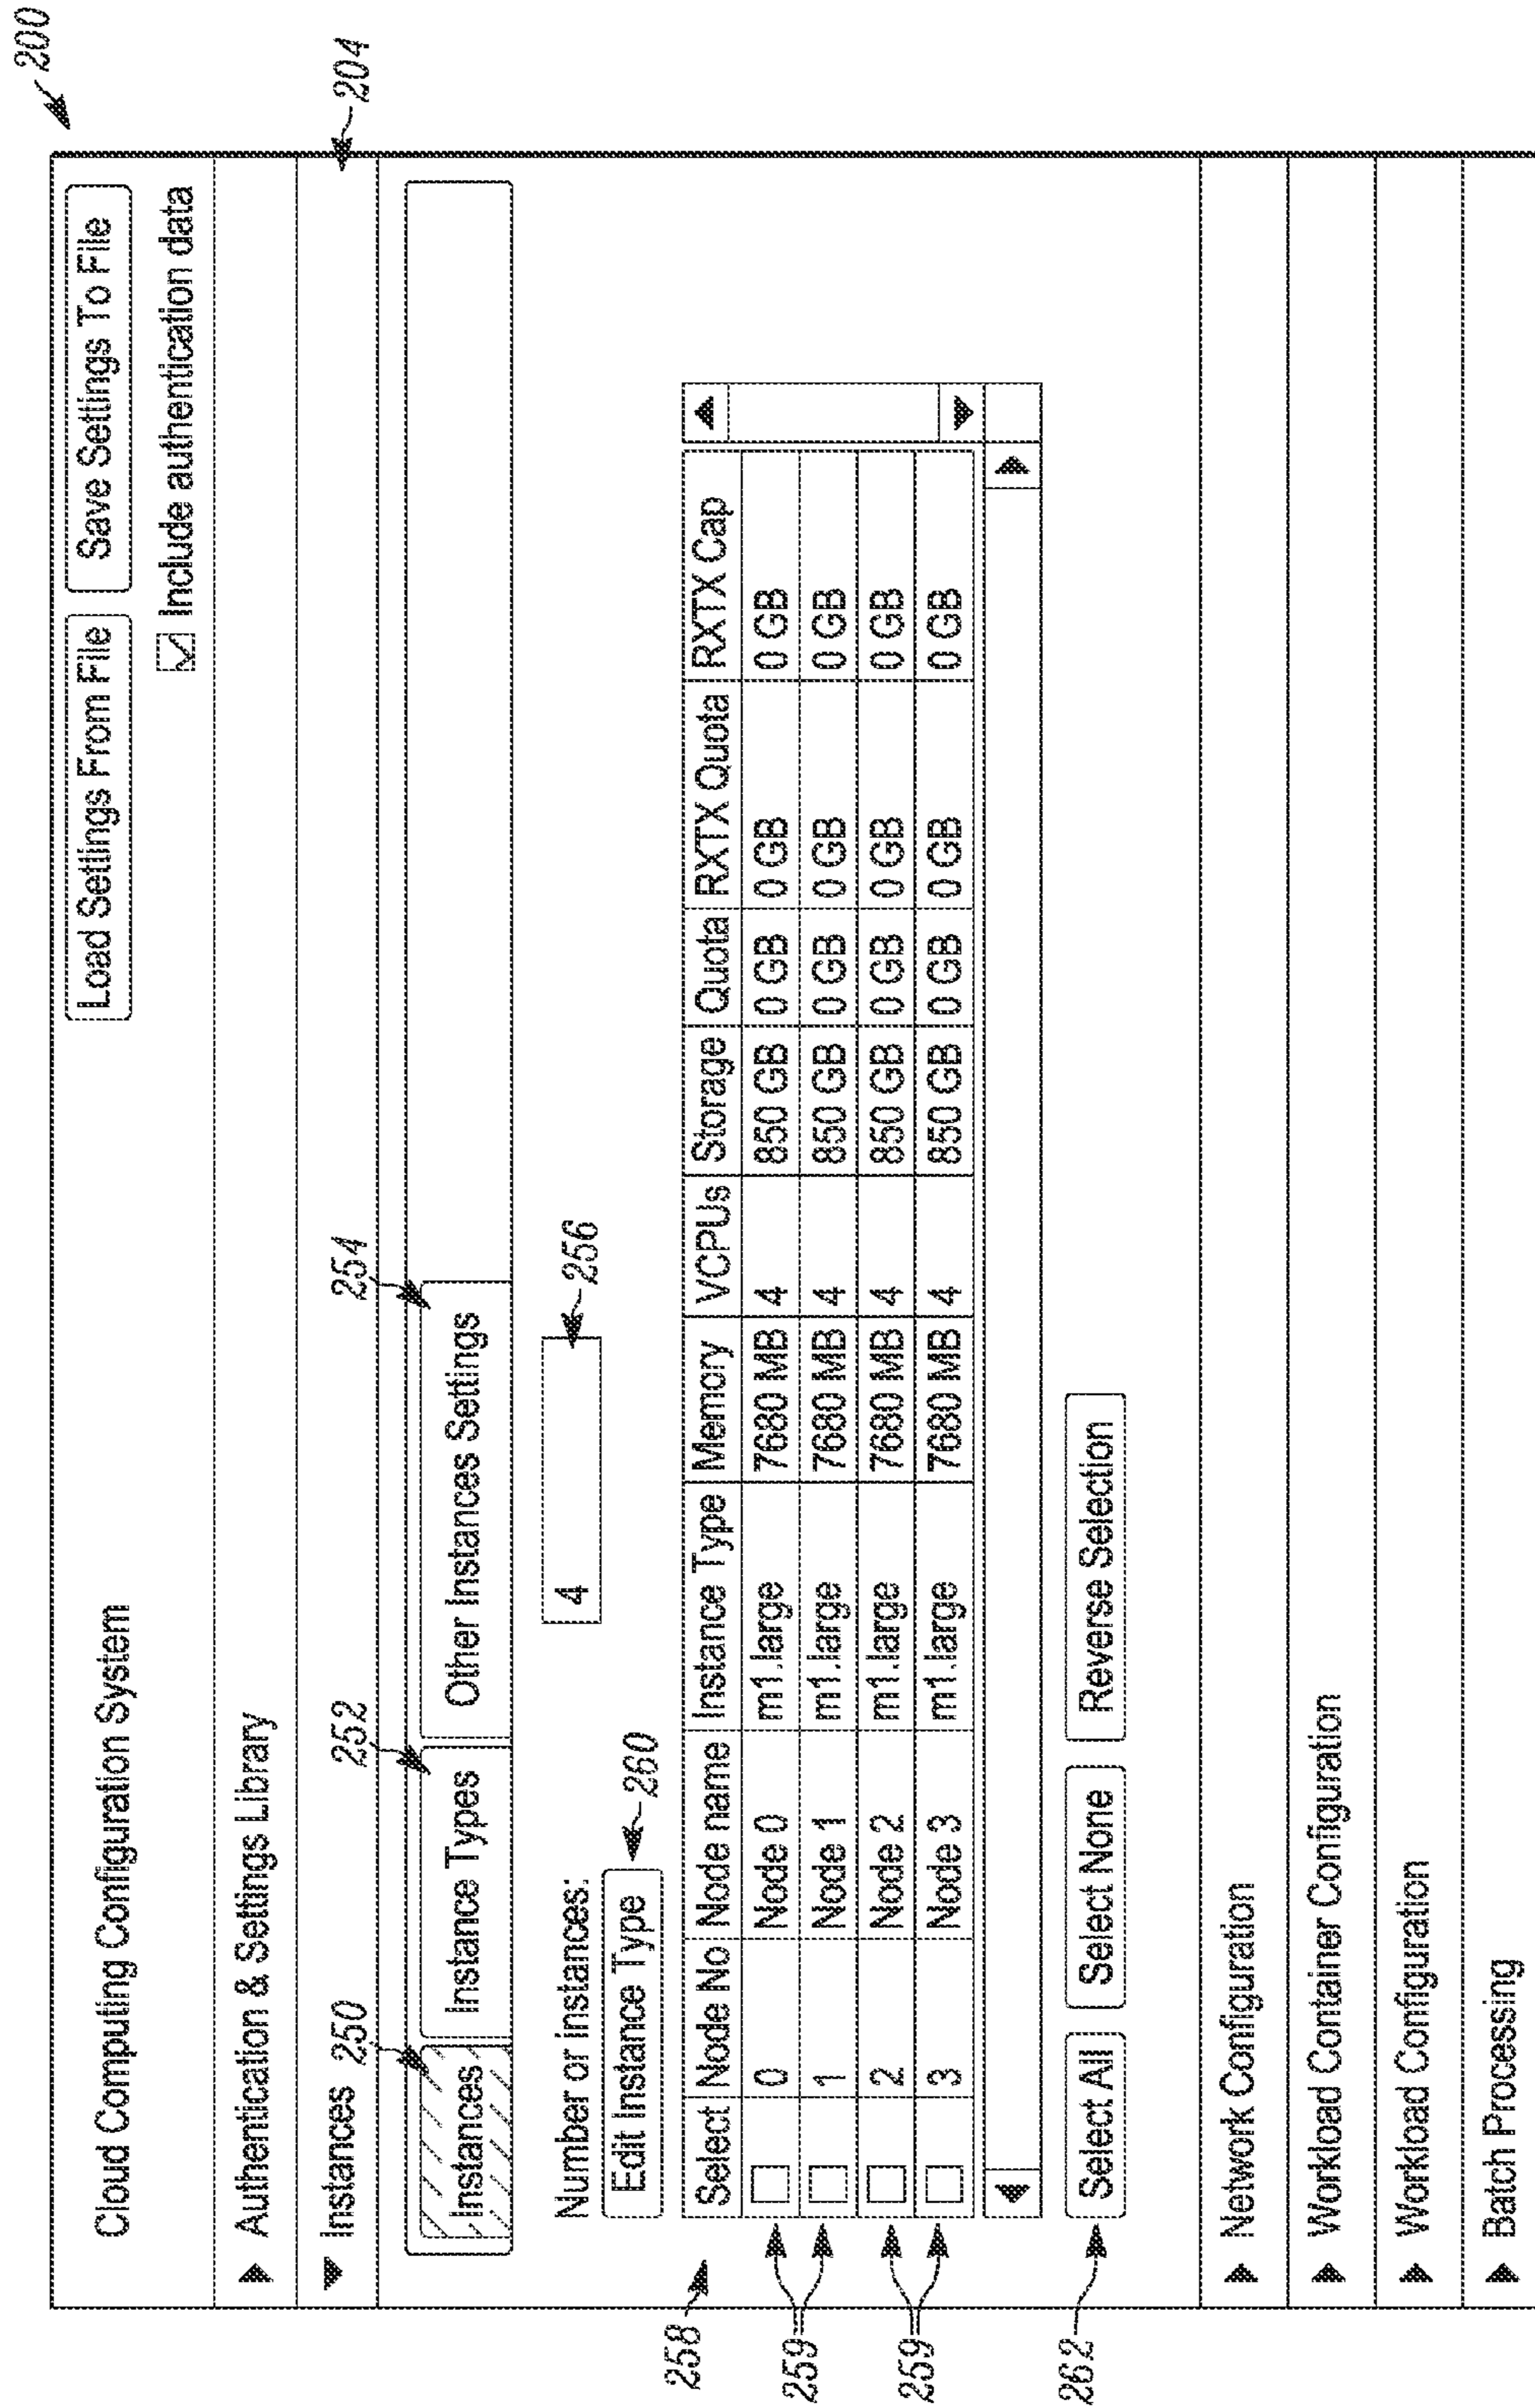 200
Cloud Computing Configuration System
Load Settings From File Save Settings To File
Include authentication data
Authentication & Settings Library
Instances
204
250 252 254
Instances Instance Types Other Instances Settings
Number or instances: 4
256
Edit Instance Type
260
258
Select Node No Node name Instance Type Memory VCPUs Storage Quota RXTX Quota RXTX Cap
0 Node 0 m1.large 7680 MB 4 850 GB 0 GB 0 GB 0 GB
1 Node 1 m1.large 7680 MB 4 850 GB 0 GB 0 GB 0 GB
259
2 Node 2 m1.large 7680 MB 4 850 GB 0 GB 0 GB 0 GB
3 Node 3 m1.large 7680 MB 4 850 GB 0 GB 0 GB 0 GB
259
262
Select All Select None Reverse Selection
Network Configuration
Workload Container Configuration
Workload Configuration
Batch Processing